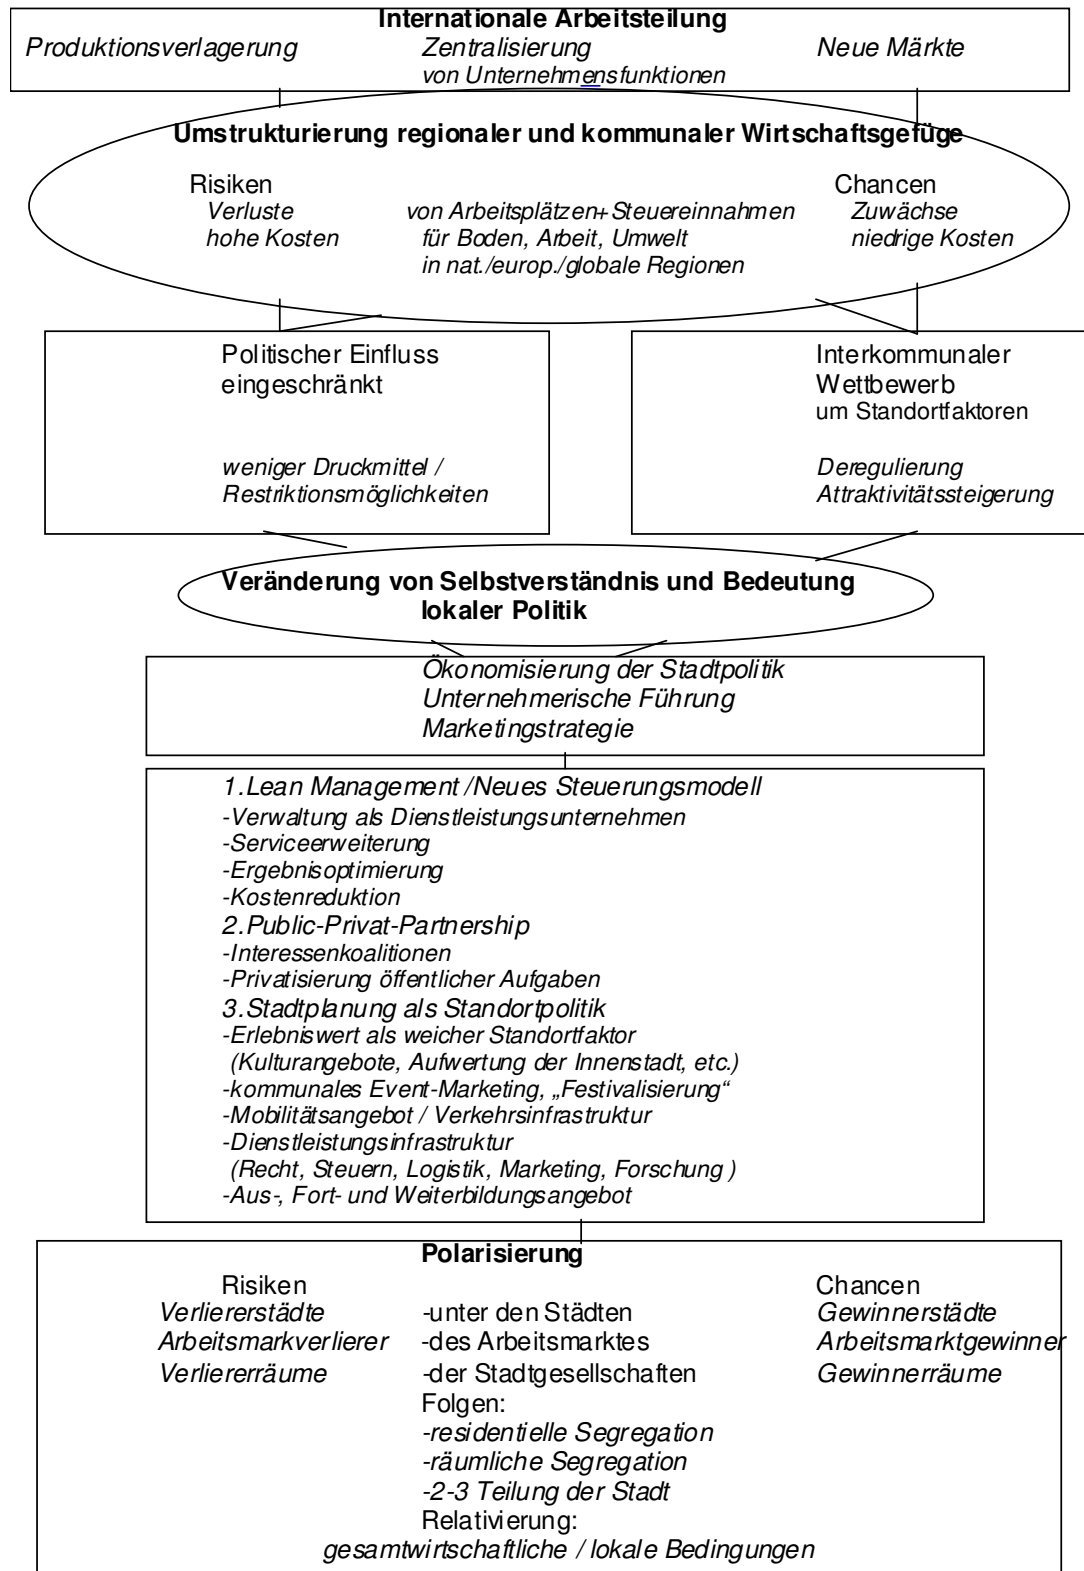 Internationale Arbeitsteilung
Produktionsverlagerung Zentralisierung Neue Märkte
von Unternehmensfunktionen
Umstrukturierung regionaler und kommunaler Wirtschaftsgefüge
Risiken Chancen
Verluste von Arbeitsplätzen+Steuereinnahmen Zuwächse
hohe Kosten für Boden, Arbeit, Umwelt niedrige Kosten
in nat./europ./globale Regionen
Politischer Einfluss
eingeschränkt
weniger Druckmittel /
Restriktionsmöglichkeiten
Interkommunaler
Wettbewerb
um Standortfaktoren
Deregulierung
Attraktivitätssteigerung
Veränderung von Selbstverständnis und Bedeutung
lokaler Politik
Ökonomisierung der Stadtpolitik
Unternehmerische Führung
Marketingstrategie
1.Lean Management /Neues Steuerungsmodell
-Verwaltung als Dienstleistungsunternehmen
-Serviceerweiterung
-Ergebnisoptimierung
-Kostenreduktion
2.Public-Privat-Partnership
-Interessenkoalitionen
-Privatisierung öffentlicher Aufgaben
3.Stadtplanung als Standortpolitik
-Erlebniswert als weicher Standortfaktor
(Kulturangebote, Aufwertung der Innenstadt, etc.)
-kommunales Event-Marketing, „Festivalisierung“
-Mobilitätsangebot / Verkehrsinfrastruktur
-Dienstleistungsinfrastruktur
(Recht, Steuern, Logistik, Marketing, Forschung )
-Aus-, Fort- und Weiterbildungsangebot
Polarisierung
Risiken Chancen
Verliererstädte -unter den Städten Gewinnerstädte
Arbeitsmarkverlierer -des Arbeitsmarktes Arbeitsmarktgewinner
Verliererräume -der Stadtgesellschaften Gewinnerräume
Folgen:
-residentielle Segregation
-räumliche Segregation
-2-3 Teilung der Stadt
Relativierung:
gesamtwirtschaftliche / lokale Bedingungen